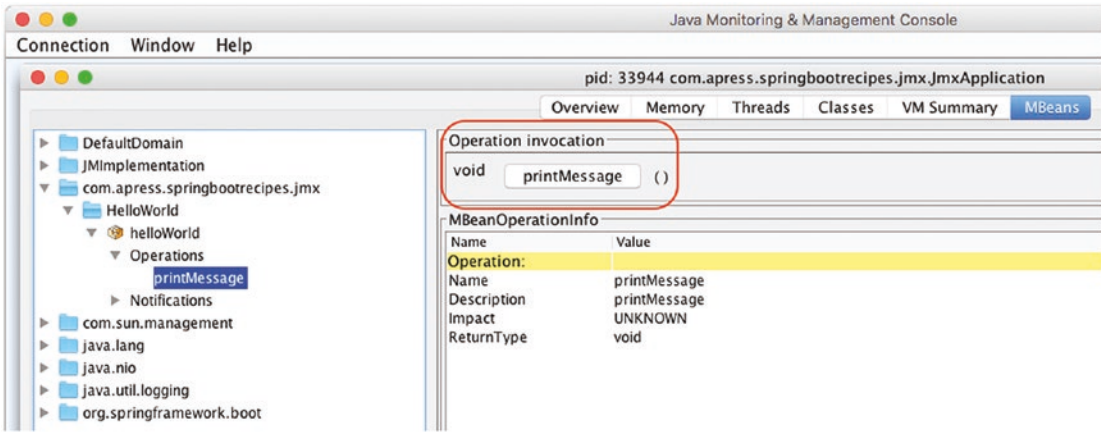 Java Monitoring & Management Console
Connection Window Help
pid: 33944 com.apress.springbootrecipes.jmx.JmxApplication
Overview Memory Threads Classes VM Summary MBeans
DefaultDomain
JMImplementation
com.apress.springbootrecipes.jmx
HelloWorld
helloWorld
Operations
printMessage
Notifications
com.sun.management
java.lang
java.nio
java.util.logging
org.springframework.boot
Operation invocation
void printMessage ()
MBeanOperationInfo
Name Value
Operation:
Name printMessage
Description printMessage
Impact UNKNOWN
ReturnType void